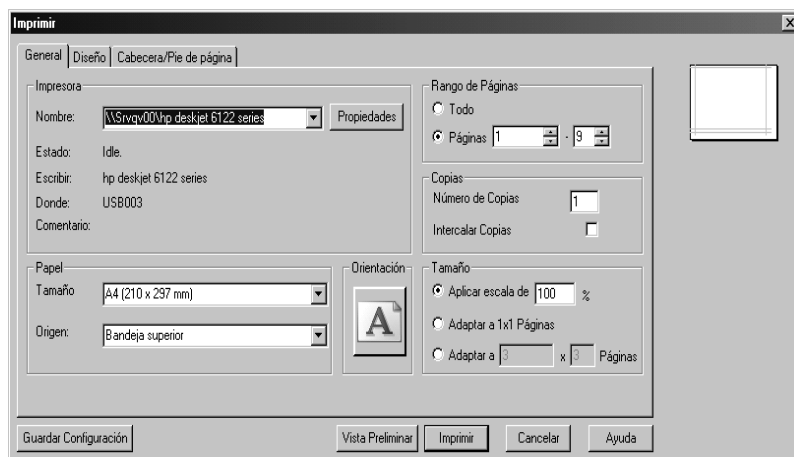 Imprimir
General Diseño Cabecera/Pie de página
Impresora
Nombre: \\Srvqv00\hp deskjet 6122 series Propiedades
Estado: Idle.
Escribir: hp deskjet 6122 series
Donde: USB003
Comentario:
Rango de Páginas
Todo
Páginas 1 - 9
Copias
Número de Copias 1
Intercalar Copias
Papel
Tamaño A4 (210 x 297 mm)
Origen: Bandeja superior
Orientación
A
Tamaño
Aplicar escala de 100 %
Adaptar a 1x1 Páginas
Adaptar a 3 x 3 Páginas
Guardar Configuración Vista Preliminar Imprimir Cancelar Ayuda